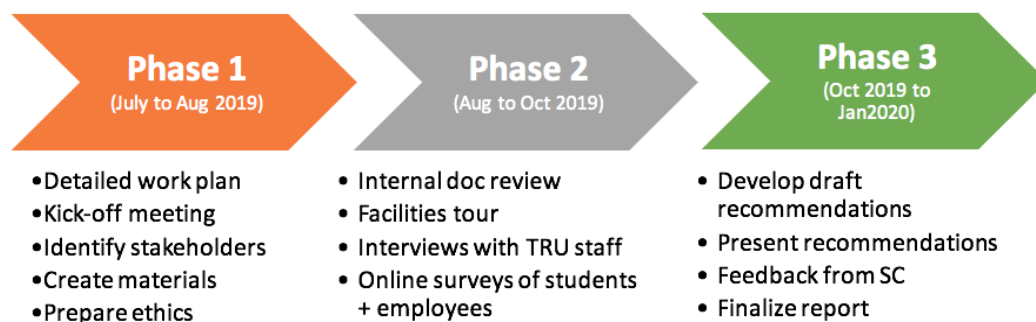 Phase 1
(July to Aug 2019)
•Detailed work plan
•Kick-off meeting
•Identify stakeholders
•Create materials
•Prepare ethics
Phase 2
(Aug to Oct 2019)
• Internal doc review
• Facilities tour
• Interviews with TRU staff
• Online surveys of students
+ employees
Phase 3
(Oct 2019 to
Jan2020)
• Develop draft
recommendations
• Present recommendations
• Feedback from SC
• Finalize report